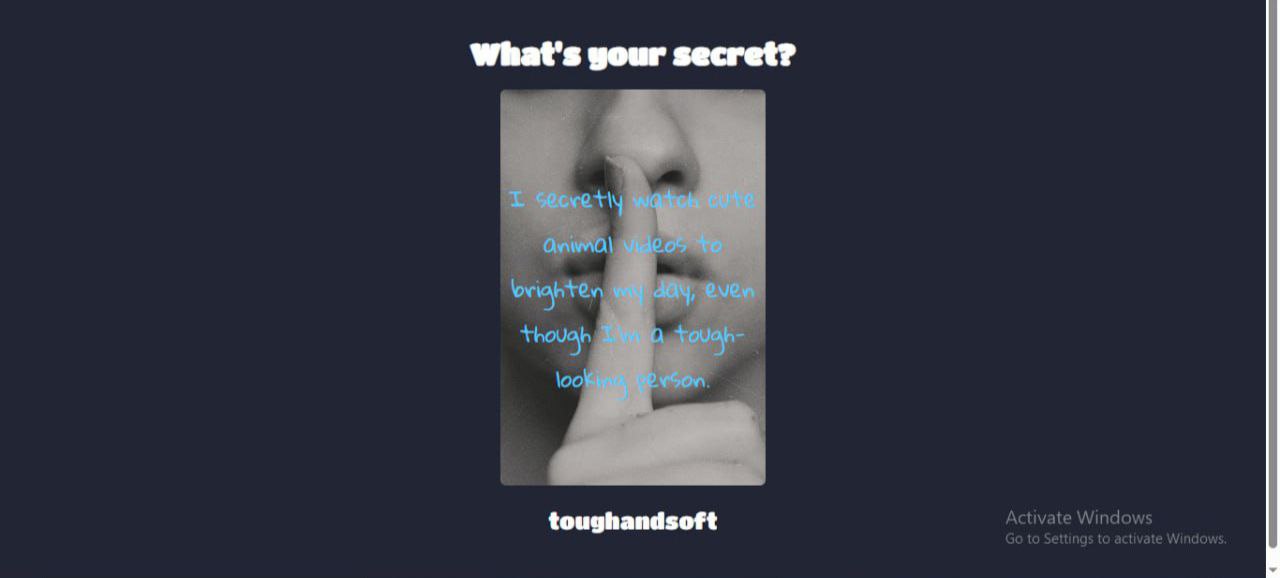 What's your secret?
I secretly watch cute
animal videos to
brighten my day, even
though I'm a tough-
looking person.
toughandsoft
Activate Windows
Go to Settings to activate Windows.